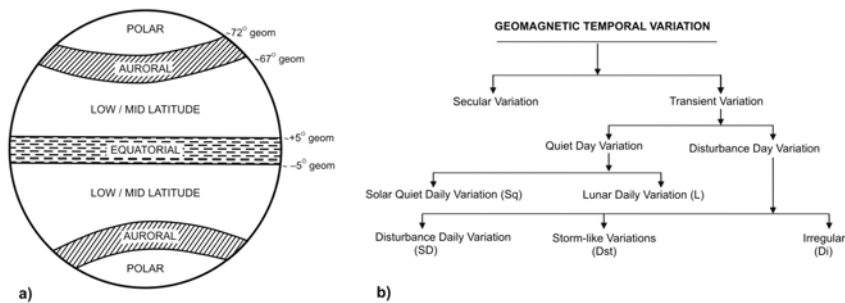 POLAR
~72° geom
~67° geom
AURORAL
LOW / MID LATITUDE
~+5° geom
EQUATORIAL
~ -5° geom
LOW / MID LATITUDE
AURORAL
POLAR
a)
GEOMAGNETIC TEMPORAL VARIATION
Secular Variation
Transient Variation
Quiet Day Variation
Disturbance Day Variation
Solar Quiet Daily Variation (Sq)
Lunar Daily Variation (L)
Disturbance Daily Variation
(SD)
Storm-like Variations
(Dst)
Irregular
(Di)
b)